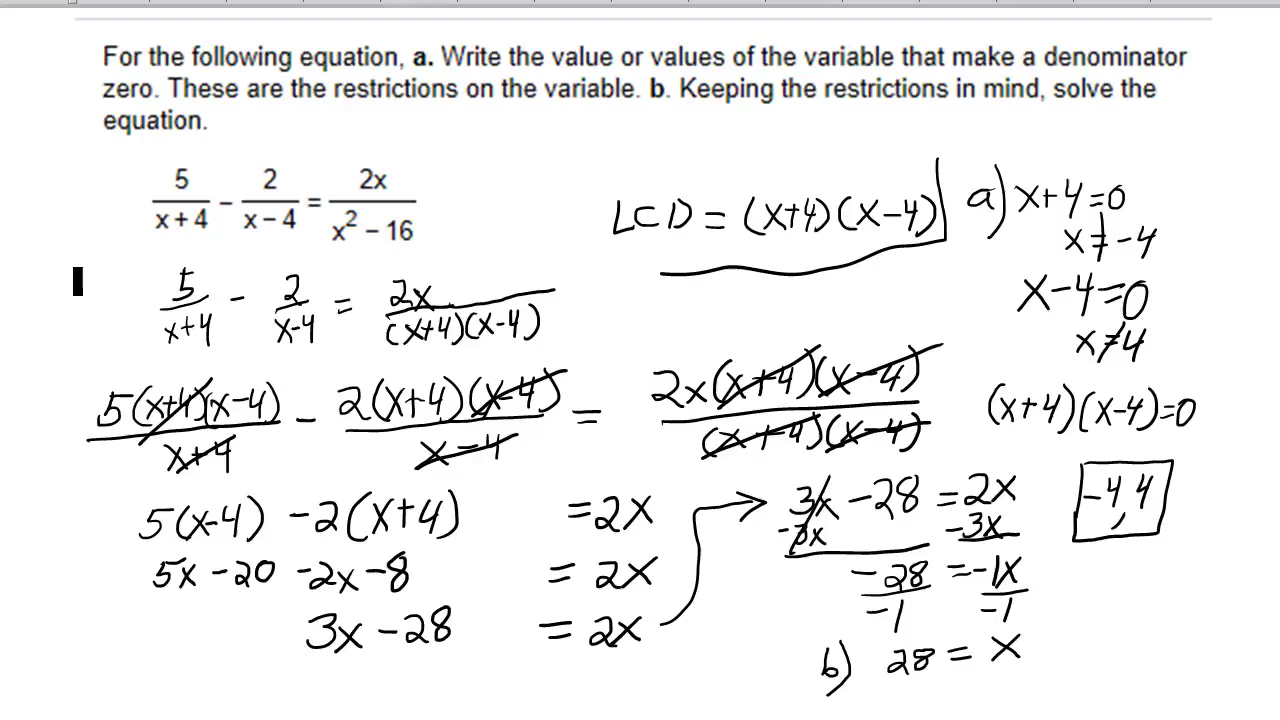 For the following equation, a. Write the value or values of the variable that make a denominator
zero. These are the restrictions on the variable. b. Keeping the restrictions in mind, solve the
equation.
5/(x + 4) - 2/(x - 4) = 2x/(x² - 16)
LCD = (x+4)(x-4)
a) x+4=0
x≠-4
x-4=0
x≠4
(x+4)(x-4)=0
-4, 4
5/(x+4) - 2/(x-4) = 2x/((x+4)(x-4))
5(x+4)(x-4)/(x+4) - 2(x+4)(x-4)/(x-4) = 2x(x+4)(x-4)/((x+4)(x-4))
5(x-4) -2(x+4) =2x
5x -20 -2x -8 = 2x
3x -28 = 2x
3x -28 =2x
-3x -3x
-28 = -1x
-1 -1
b) 28 = x